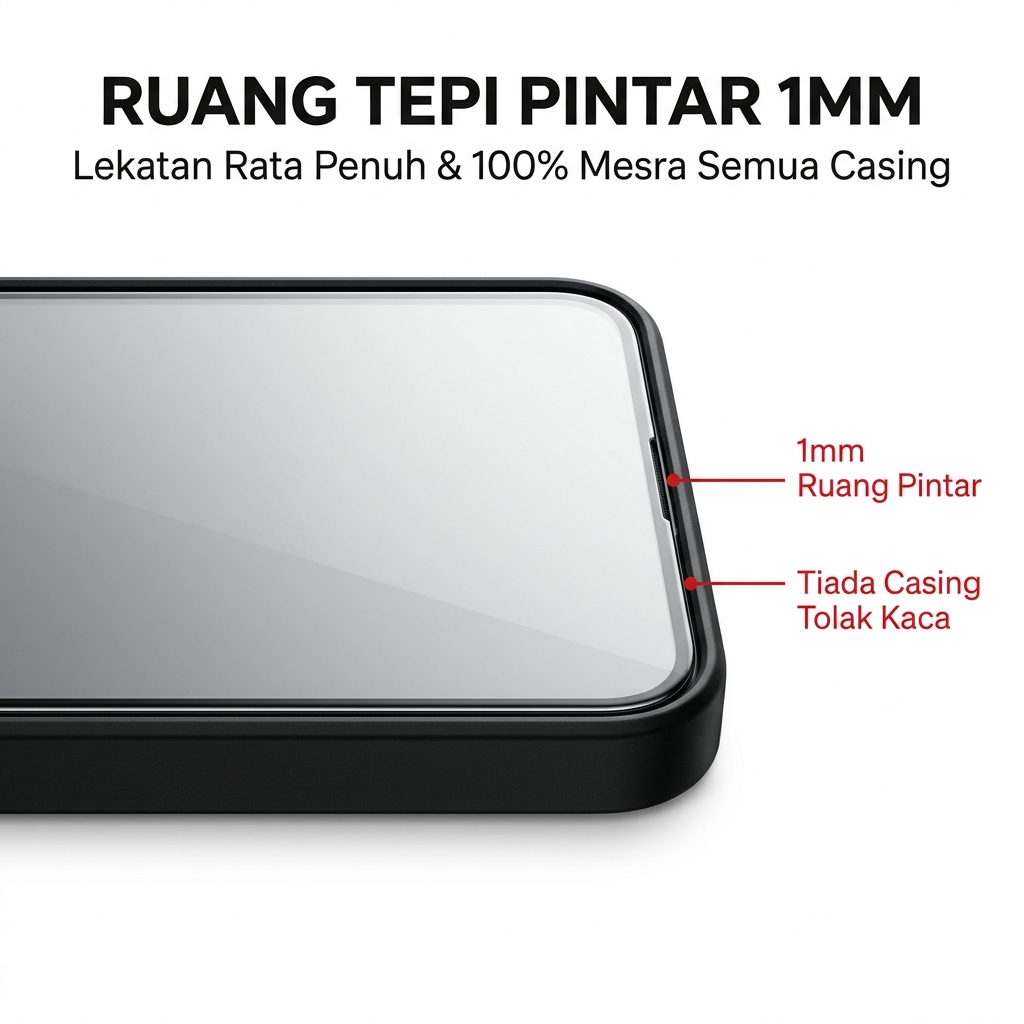 RUANG TEPI PINTAR 1MM
Lekatan Rata Penuh & 100% Mesra Semua Casing
1mm
Ruang Pintar
Tiada Casing
Tolak Kaca